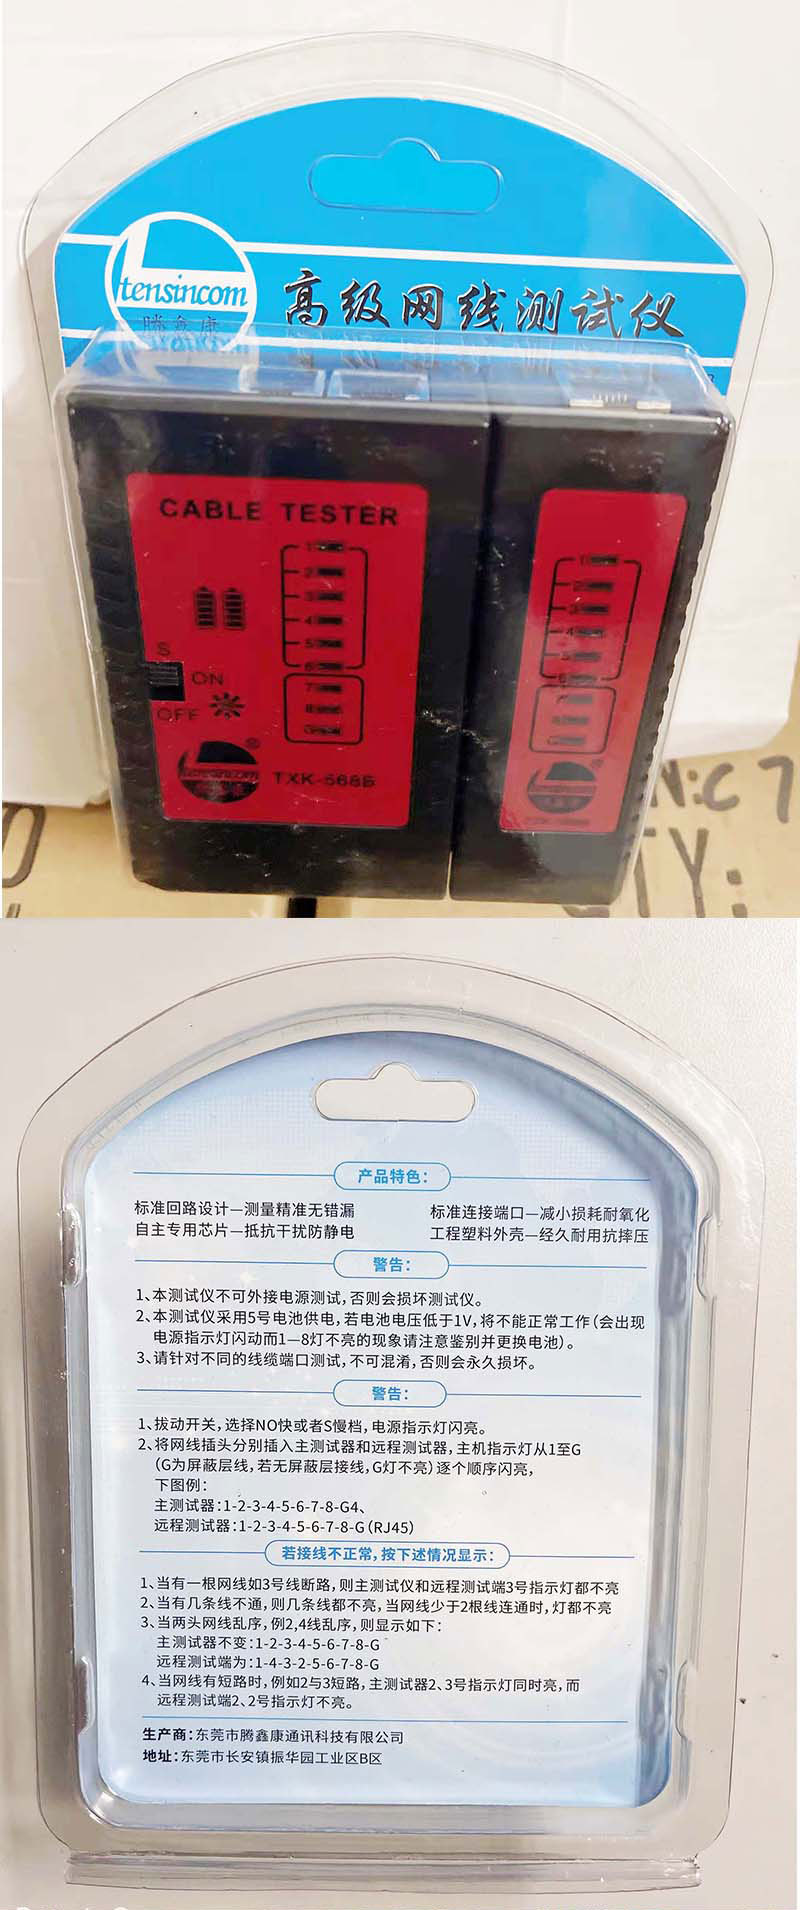 tensincom
腾鑫康
高级网线测试仪
CABLE TESTER
1
2
3
4
5
6
7
8
G
S
ON
OFF
tensincom
®
TXK-568B
1
2
3
4
5
6
G
®
N:C7
TY:
产品特色：
标准回路设计—测量精准无错漏 标准连接端口—减小损耗耐氧化
自主专用芯片—抵抗干扰防静电 工程塑料外壳—经久耐用抗摔压
警告：
1、本测试仪不可外接电源测试，否则会损坏测试仪。
2、本测试仪采用5号电池供电，若电池电压低于1V，将不能正常工作（会出现
电源指示灯闪动而1—8灯不亮的现象请注意鉴别并更换电池）。
3、请针对不同的线缆端口测试，不可混淆，否则会永久损坏。
警告：
1、拔动开关，选择NO快或者S慢档，电源指示灯闪亮。
2、将网线插头分别插入主测试器和远程测试器，主机指示灯从1至G
（G为屏蔽层线，若无屏蔽层接线，G灯不亮）逐个顺序闪亮，
下图例：
主测试器：1-2-3-4-5-6-7-8-G4、
远程测试器：1-2-3-4-5-6-7-8-G（RJ45）
若接线不正常，按下述情况显示：
1、当有一根网线如3号线断路，则主测试仪和远程测试端3号指示灯都不亮
2、当有几条线不通，则几条线都不亮，当网线少于2根线连通时，灯都不亮
3、当两头网线乱序，例2,4线乱序，则显示如下：
主测试器不变：1-2-3-4-5-6-7-8-G
远程测试端为：1-4-3-2-5-6-7-8-G
4、当网线有短路时，例如2与3短路，主测试器2、3号指示灯同时亮，而
远程测试端2、2号指示灯不亮。
生产商：东莞市腾鑫康通讯科技有限公司
地址：东莞市长安镇振华园工业区B区